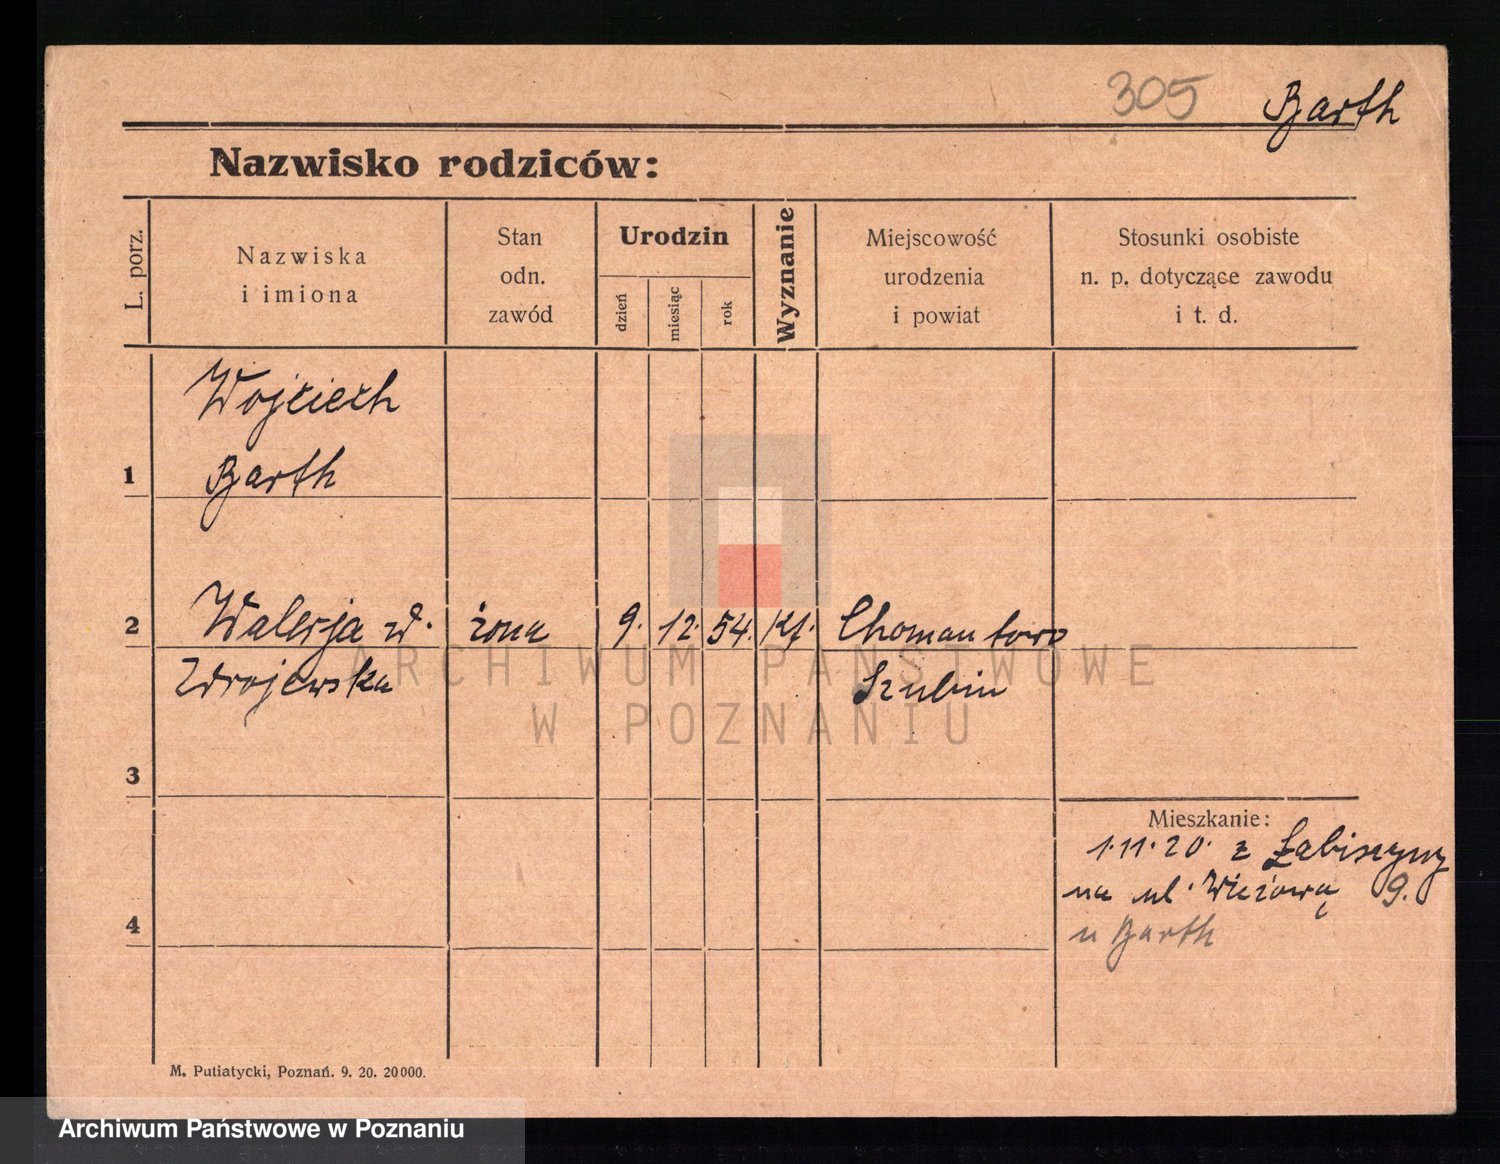 305 Barth
Nazwisko rodziców:
L. porz.
Nazwiska
i imiona
Stan
odn.
zawód
Urodzin
dzień
miesiąc
rok
Wyznanie
Miejscowość
urodzenia
i powiat
Stosunki osobiste
n. p. dotyczące zawodu
i t. d.
Wojciech
1 Barth
2 Walerja z d. żona 9. 12. 54. Kt. Chomentowo
Zdrojewska Szubin
3
Mieszkanie:
1.11.20. z Łabiszyny
na ul. Wieżową 9.
4
u Barth
M. Putiatycki, Poznań. 9. 20. 20000.
ARCHIWUM PAŃSTWOWE
W POZNANIU
Archiwum Państwowe w Poznaniu